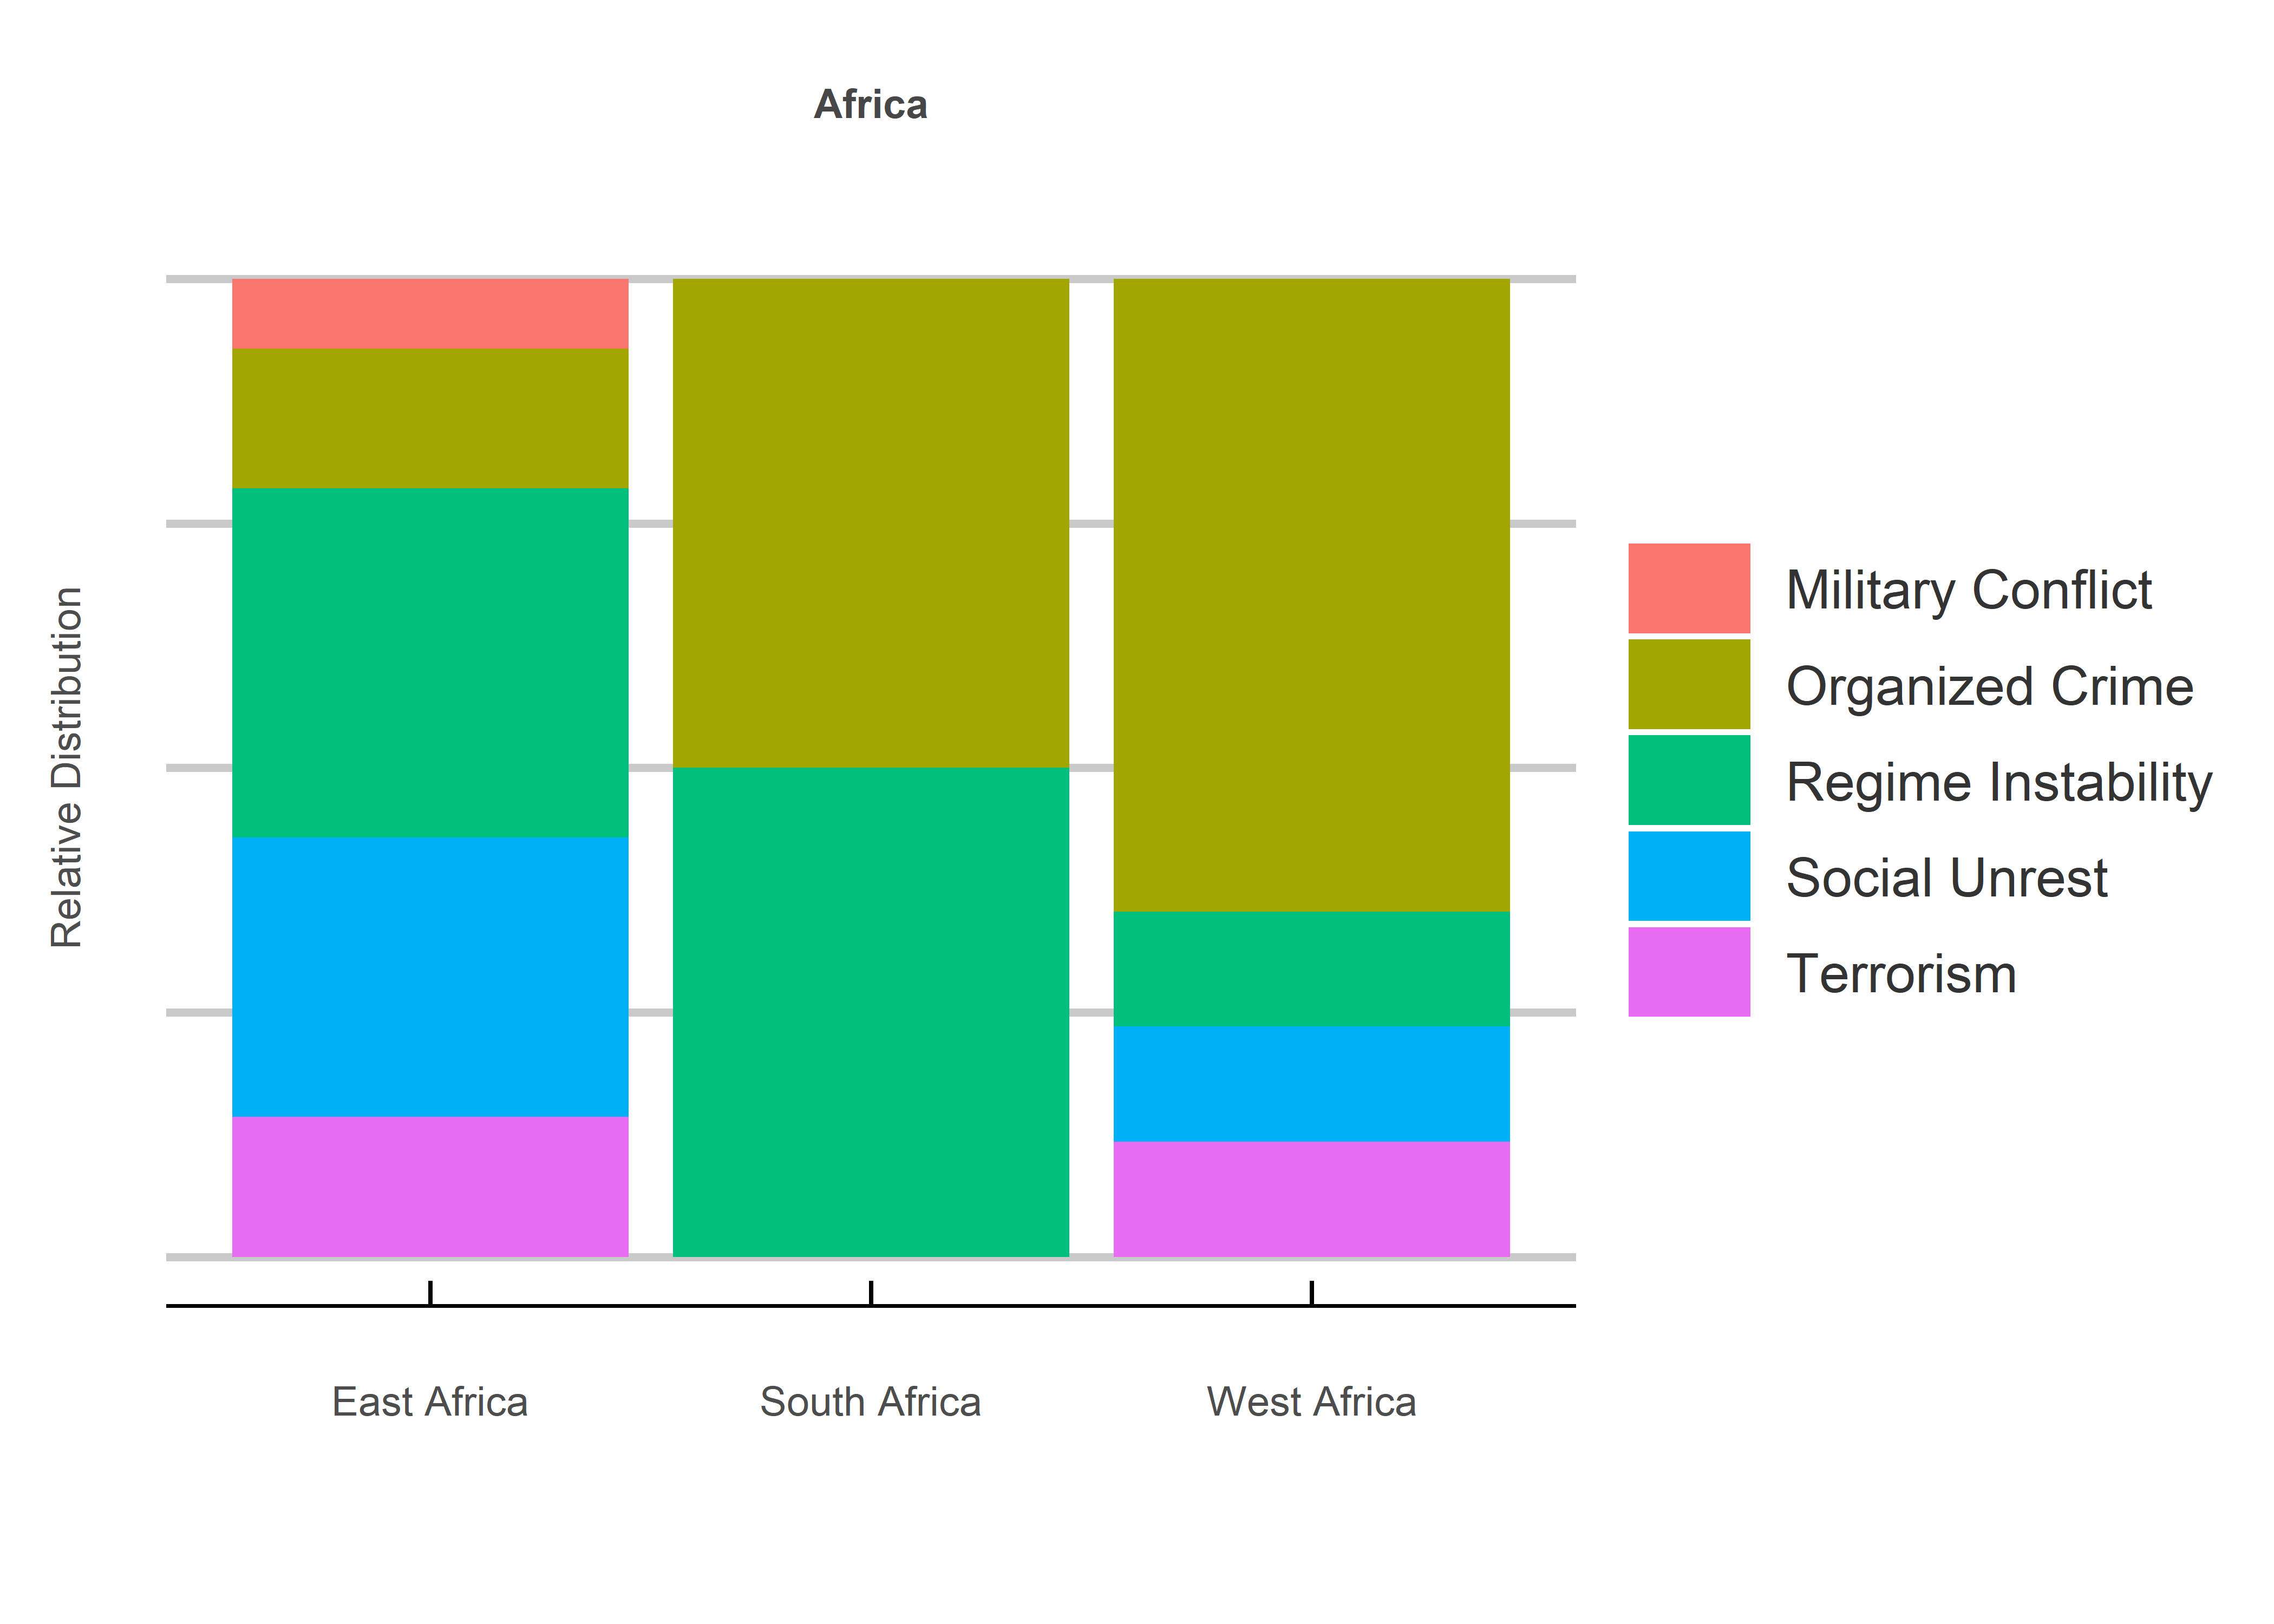 Africa
Relative Distribution
Military Conflict
Organized Crime
Regime Instability
Social Unrest
Terrorism
East Africa
South Africa
West Africa